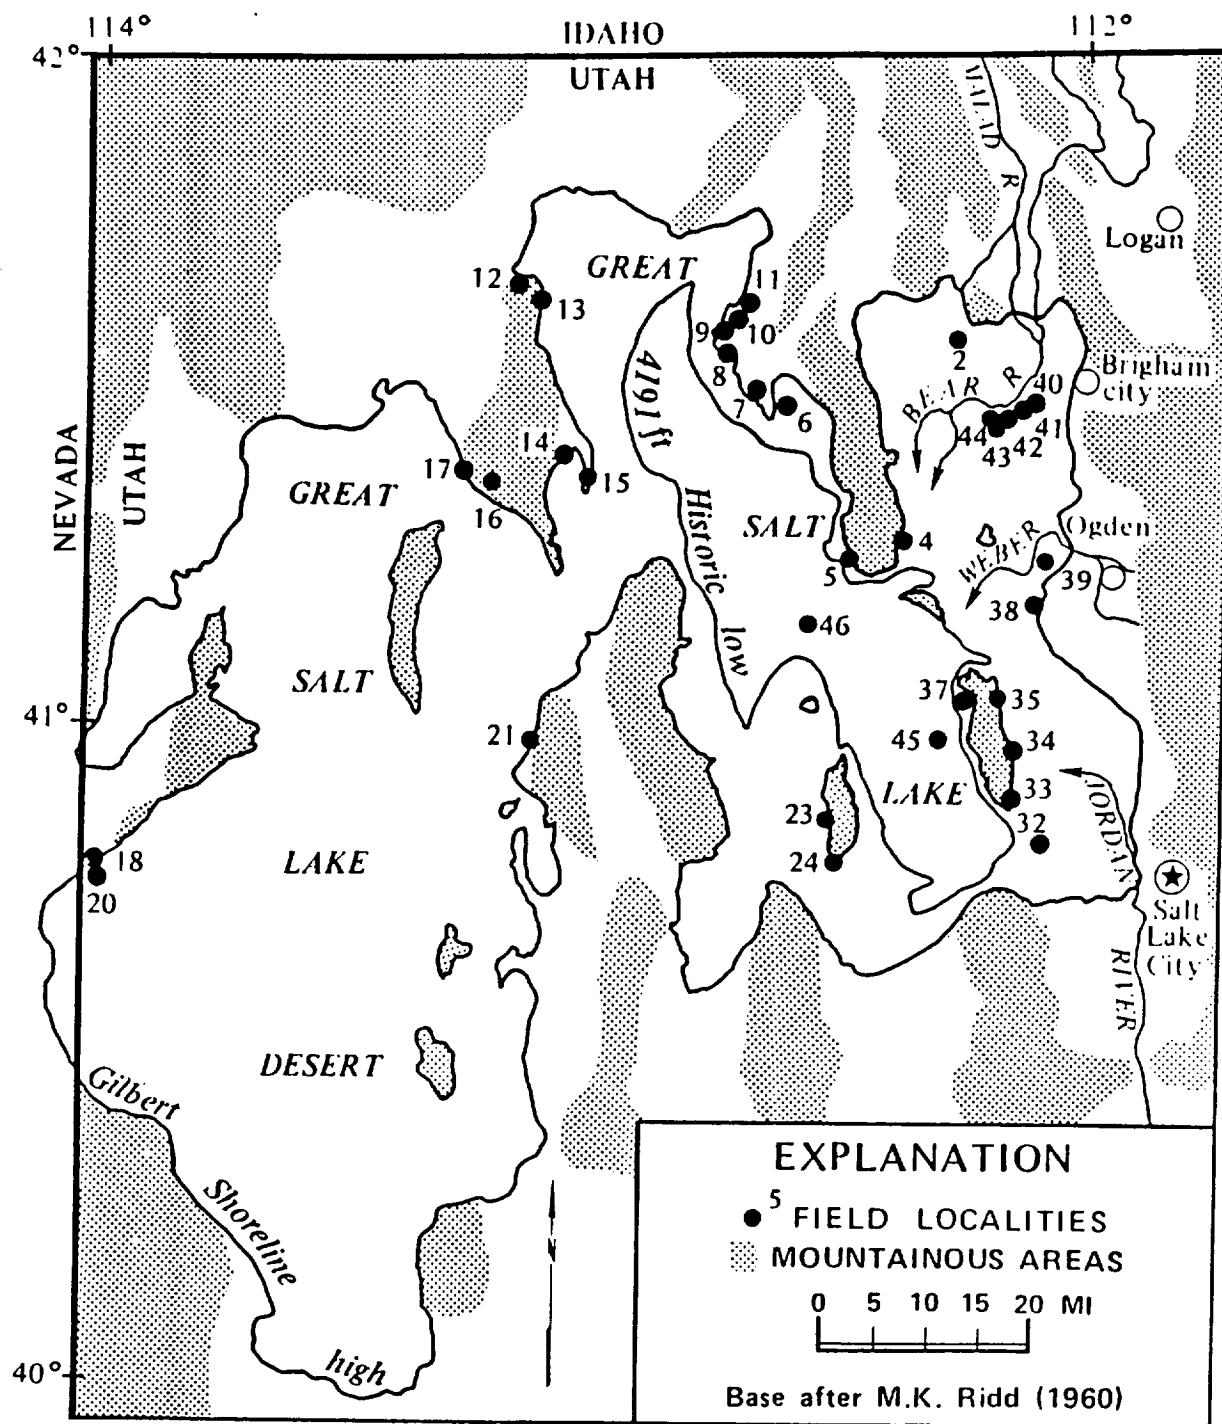 114°
IDAHO
112°
42°
UTAH
MALAD
R
Logan
GREAT
12
13
11
10
9
8
7
6
2
4191 ft
BEAR R
40
Brigham
city
41
42
43
44
14
15
17
16
NEVADA
UTAH
GREAT
Historic
low
SALT
4
5
Ogden
WEBER
39
38
46
SALT
37
35
41°
21
45
34
33
LAKE
JORDAN
RIVER
32
23
24
18
20
LAKE
Salt
Lake
City
DESERT
Gilbert
Shoreline
high
40°
EXPLANATION
5 FIELD LOCALITIES
MOUNTAINOUS AREAS
0 5 10 15 20 MI
Base after M.K. Ridd (1960)